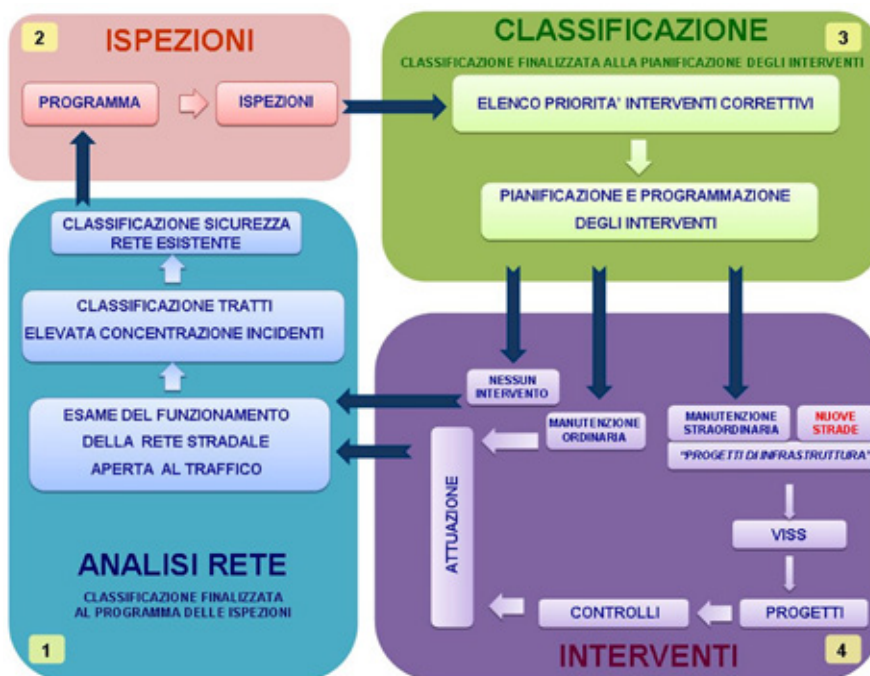 2
ISPEZIONI
PROGRAMMA
ISPEZIONI
CLASSIFICAZIONE
3
CLASSIFICAZIONE FINALIZZATA ALLA PIANIFICAZIONE DEGLI INTERVENTI
ELENCO PRIORITA' INTERVENTI CORRETTIVI
PIANIFICAZIONE E PROGRAMMAZIONE
DEGLI INTERVENTI
CLASSIFICAZIONE SICUREZZA
RETE ESISTENTE
CLASSIFICAZIONE TRATTI
ELEVATA CONCENTRAZIONE INCIDENTI
ESAME DEL FUNZIONAMENTO
DELLA RETE STRADALE
APERTA AL TRAFFICO
ANALISI RETE
CLASSIFICAZIONE FINALIZZATA
AL PROGRAMMA DELLE ISPEZIONI
1
NESSUN
INTERVENTO
MANUTENZIONE
ORDINARIA
MANUTENZIONE
STRAORDINARIA
NUOVE
STRADE
"PROGETTI DI INFRASTRUTTURA"
ATTUAZIONE
VISS
CONTROLLI
PROGETTI
INTERVENTI
4